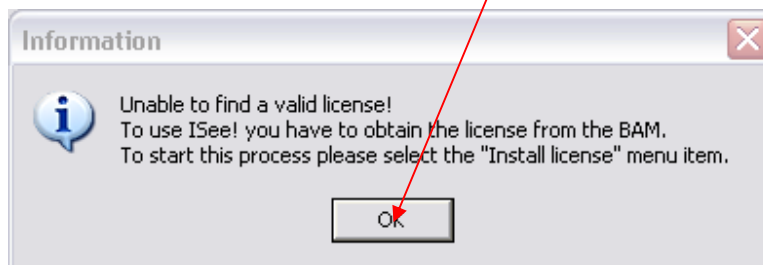 Information
Unable to find a valid license!
To use ISee! you have to obtain the license from the BAM.
To start this process please select the "Install license" menu item.
OK